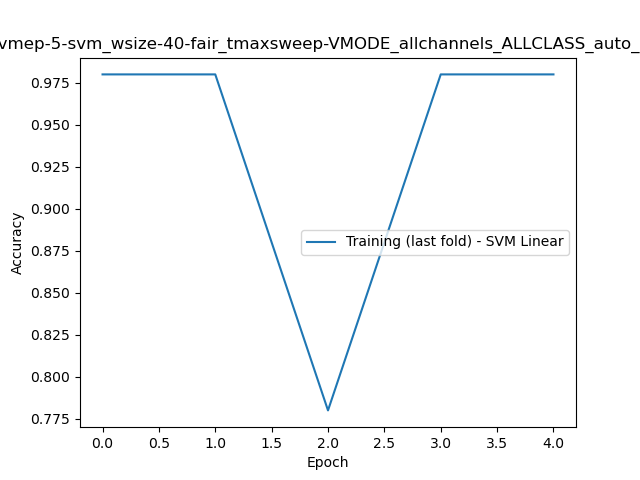 vmep-5-svm_wsize-40-fair_tmaxsweep-VMODE_allchannels_ALLCLASS_auto_
0.975
0.950
0.925
0.900
0.875
0.850
0.825
0.800
0.775
Accuracy
Training (last fold) - SVM Linear
0.0 0.5 1.0 1.5 2.0 2.5 3.0 3.5 4.0
Epoch